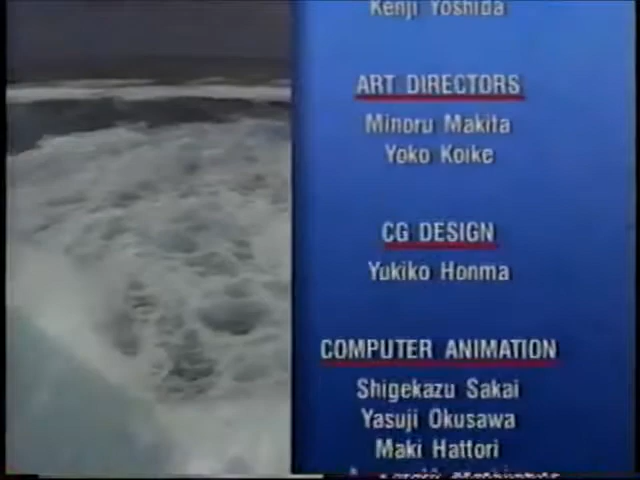 Kenji Yoshida
ART DIRECTORS
Minoru Makita
Yoko Koike
CG DESIGN
Yukiko Honma
COMPUTER ANIMATION
Shigekazu Sakai
Yasuji Okusawa
Maki Hattori